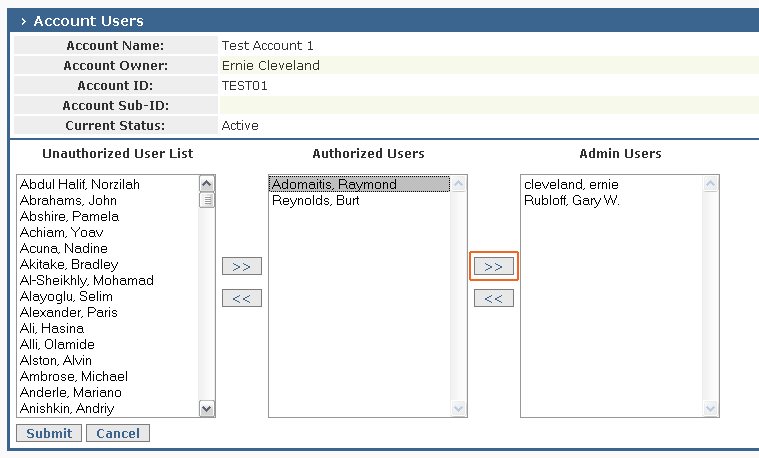 › Account Users
Account Name: Test Account 1
Account Owner: Ernie Cleveland
Account ID: TEST01
Account Sub-ID:
Current Status: Active
Unauthorized User List Authorized Users Admin Users
Abdul Halif, Norzilah
Abrahams, John
Abshire, Pamela
Achiam, Yoav
Acuna, Nadine
Akitake, Bradley
Al-Sheikhly, Mohamad
Alayoglu, Selim
Alexander, Paris
Ali, Hasina
Alli, Olamide
Alston, Alvin
Ambrose, Michael
Anderle, Mariano
Anishkin, Andriy
>>
<<
Adomaitis, Raymond
Reynolds, Burt
>>
<<
cleveland, ernie
Rubloff, Gary W.
Submit Cancel